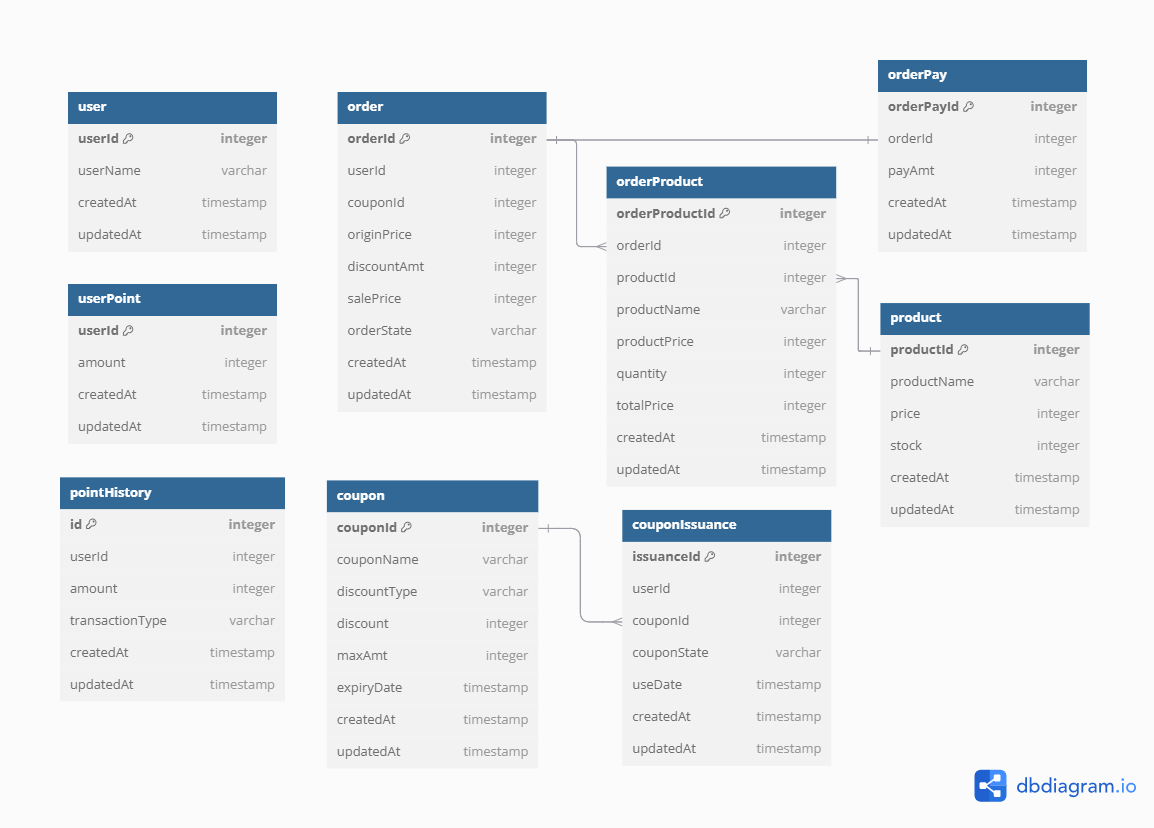 user
userId integer
userName varchar
createdAt timestamp
updatedAt timestamp
userPoint
userId integer
amount integer
createdAt timestamp
updatedAt timestamp
pointHistory
id integer
userId integer
amount integer
transactionType varchar
createdAt timestamp
updatedAt timestamp
order
orderId integer
userId integer
couponId integer
originPrice integer
discountAmt integer
salePrice integer
orderState varchar
createdAt timestamp
updatedAt timestamp
coupon
couponId integer
couponName varchar
discountType varchar
discount integer
maxAmt integer
expiryDate timestamp
createdAt timestamp
updatedAt timestamp
orderProduct
orderProductId integer
orderId integer
productId integer
productName varchar
productPrice integer
quantity integer
totalPrice integer
createdAt timestamp
updatedAt timestamp
couponIssuance
issuanceId integer
userId integer
couponId integer
couponState varchar
useDate timestamp
createdAt timestamp
updatedAt timestamp
orderPay
orderPayId integer
orderId integer
payAmt integer
createdAt timestamp
updatedAt timestamp
product
productId integer
productName varchar
price integer
stock integer
createdAt timestamp
updatedAt timestamp
dbdiagram.io